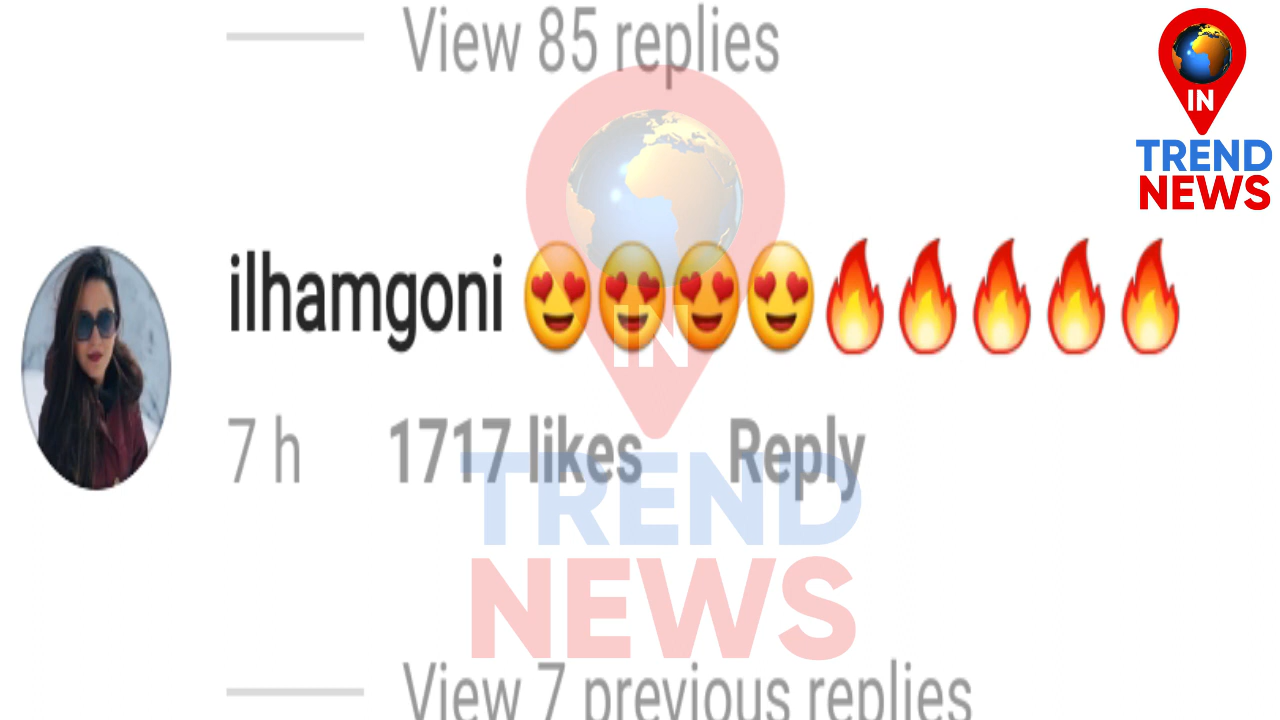 View 85 replies
IN
TREND
NEWS
ilhamgoni 😍😍😍😍🔥🔥🔥🔥🔥
7 h 1717 likes Reply
IN
TREND
NEWS
View 7 previous replies